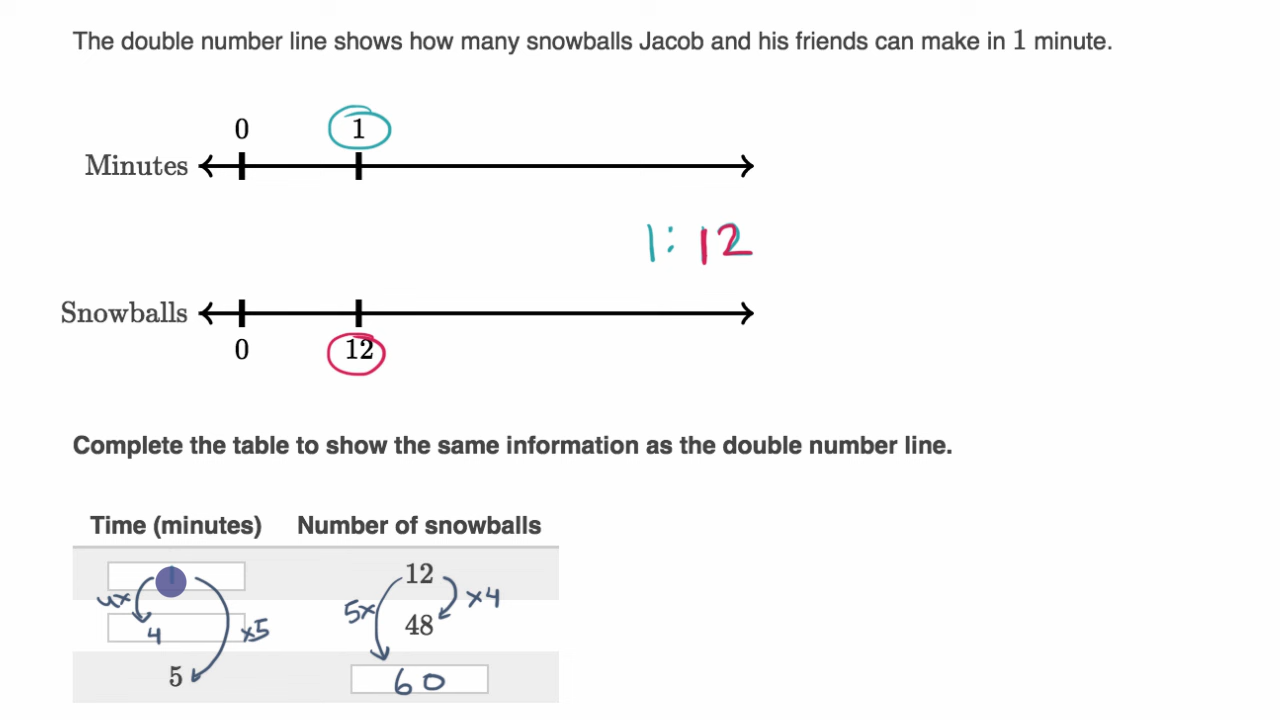 The double number line shows how many snowballs Jacob and his friends can make in 1 minute.
0 1
Minutes
1: 12
Snowballs
0 12
Complete the table to show the same information as the double number line.
Time (minutes) Number of snowballs
1 12
4x 5x x4
4 x5 48
5 60